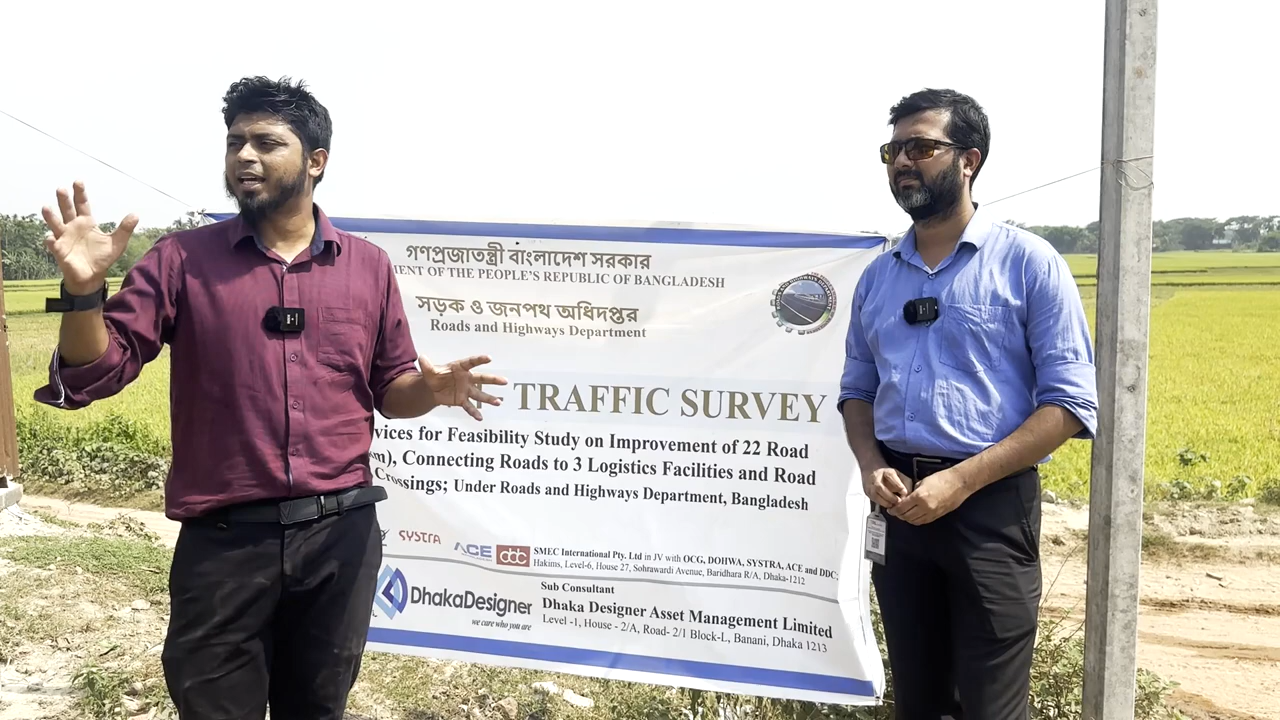 গণপ্রজাতন্ত্রী বাংলাদেশ সরকার
MENT OF THE PEOPLE'S REPUBLIC OF BANGLADESH
সড়ক ও জনপথ অধিদপ্তর
Roads and Highways Department
TRAFFIC SURVEY
vices for Feasibility Study on Improvement of 22 Road
km), Connecting Roads to 3 Logistics Facilities and Road
Crossings; Under Roads and Highways Department, Bangladesh
SYSTRA ACE ddc
SMEC International Pty. Ltd in JV with OCG, DOHWA, SYSTRA, ACE and DDC;
Hakims, Level-6, House 27, Sohrawardi Avenue, Baridhara R/A, Dhaka-1212
DhakaDesigner
we care who you are
Sub Consultant
Dhaka Designer Asset Management Limited
Level -1, House - 2/A, Road- 2/1 Block-L, Banani, Dhaka 1213